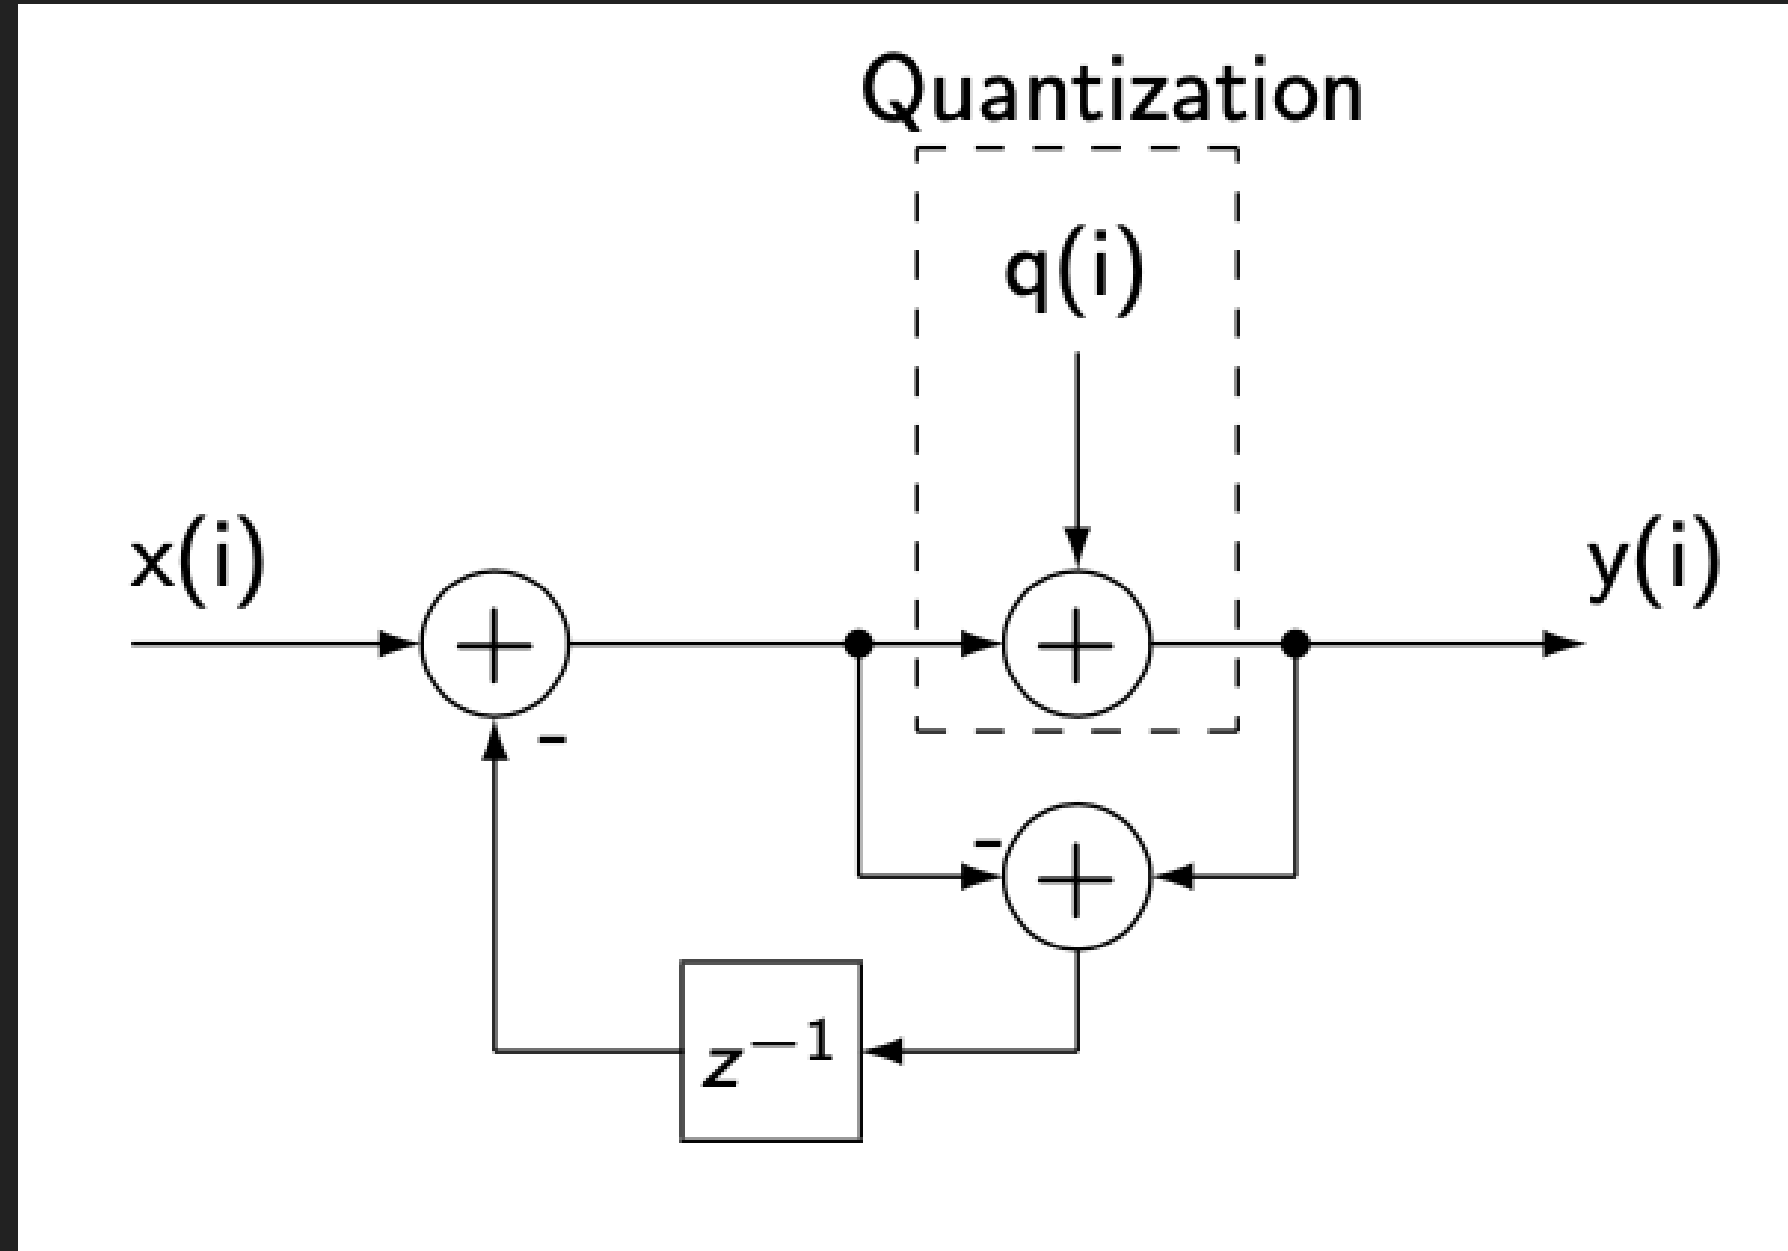 Quantization
q(i)
x(i)
y(i)
+
+
-
-
+
z⁻¹